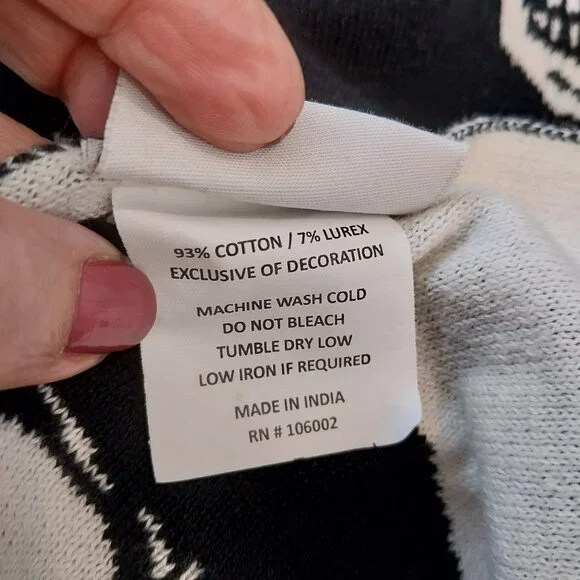 93% COTTON / 7% LUREX
EXCLUSIVE OF DECORATION
MACHINE WASH COLD
DO NOT BLEACH
TUMBLE DRY LOW
LOW IRON IF REQUIRED
MADE IN INDIA
RN # 106002